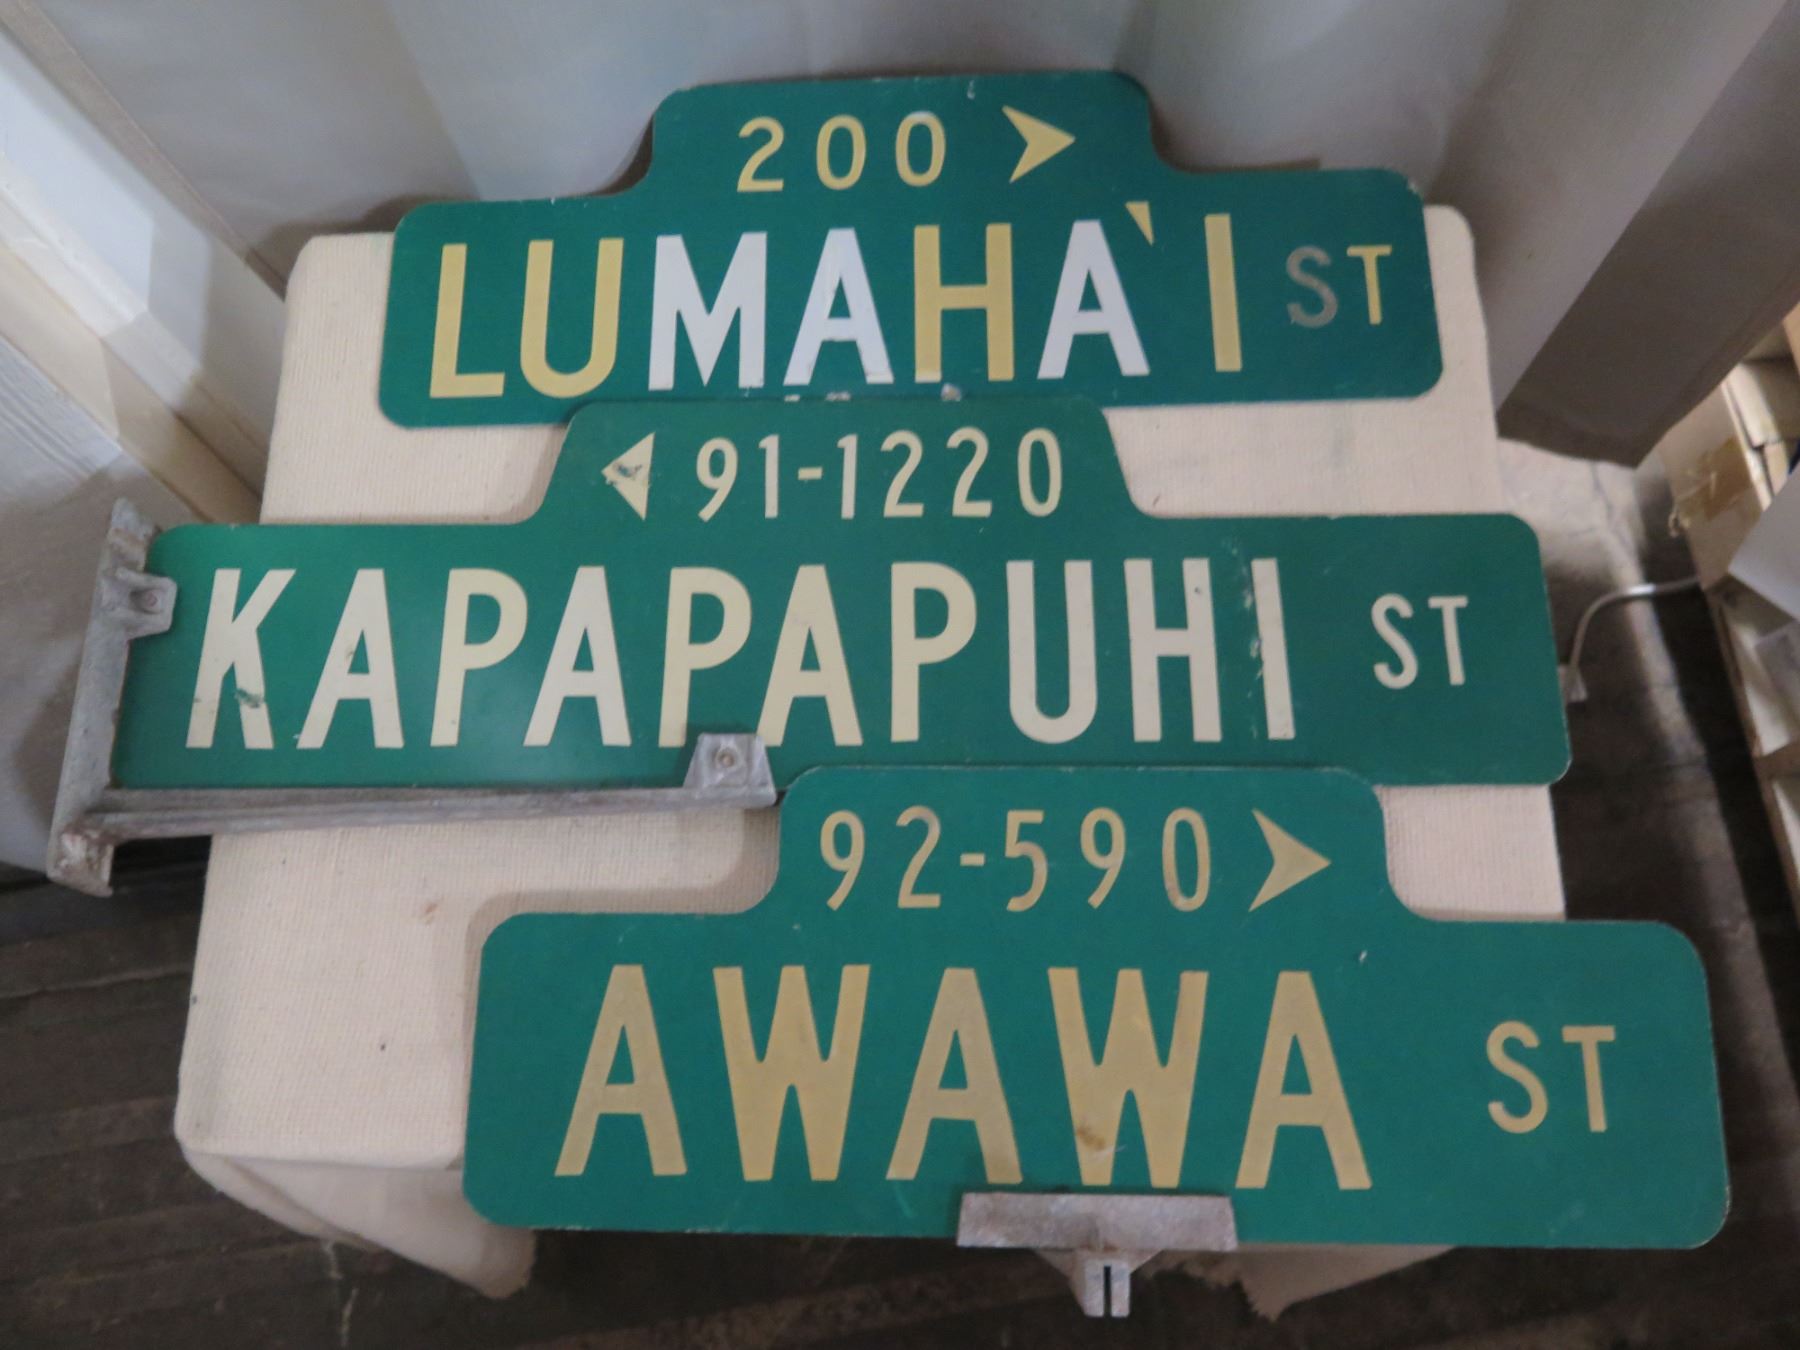 200
LUMAHA`I ST
91-1220
KAPAPAPUHI ST
92-590
AWAWA ST